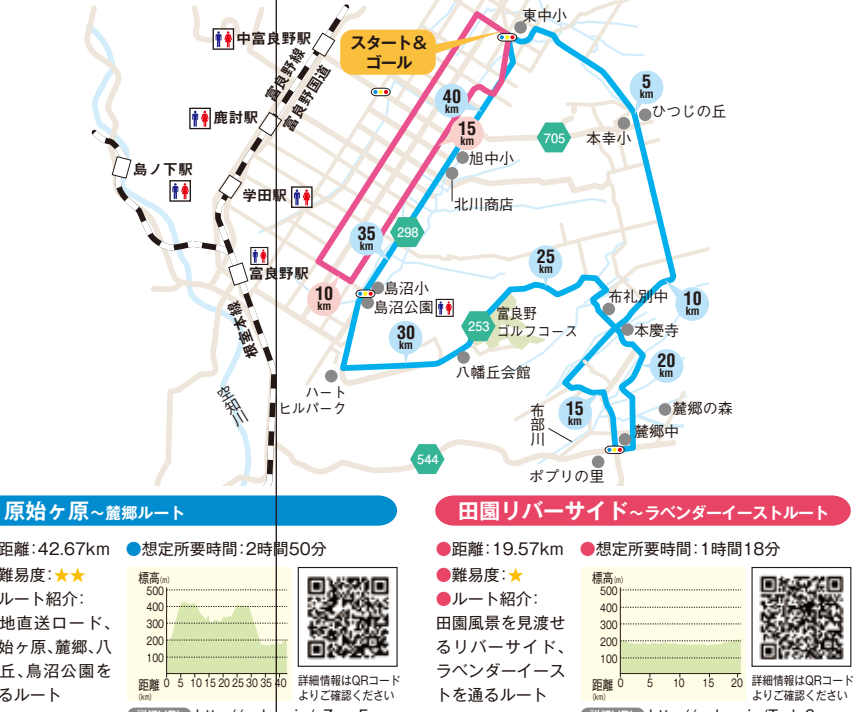 東中小
中富良野駅
スタート&
ゴール
富良野線
富良野国道
5
km
ひつじの丘
本幸小
40
km
15
km
705
鹿討駅
旭中小
島ノ下駅
学田駅
北川商店
35
km
298
25
km
富良野駅
島沼小
島沼公園
10
km
布礼別中
10
km
富良野
ゴルフコース
253
本慶寺
30
km
根室本線
八幡丘会館
20
km
空知川
ハート
ヒルパーク
15
km
布部川
麓郷の森
麓郷中
544
ポプリの里
原始ヶ原～麓郷ルート
距離:42.67km ●想定所要時間:2時間50分
難易度:★★
ルート紹介:
地直送ロード、
始ヶ原、麓郷、八
丘、鳥沼公園を
るルート
標高(m)
500
400
300
200
100
距離
(km)
0 5 10 15 20 25 30 35 40
詳細情報はQRコード
よりご確認ください
田園リバーサイド～ラベンダーイーストルート
●距離:19.57km ●想定所要時間:1時間18分
●難易度:★
●ルート紹介:
田園風景を見渡せ
るリバーサイド、
ラベンダーイース
トを通るルート
標高(m)
500
400
300
200
100
距離
(km)
0 5 10 15 20
詳細情報はQRコード
よりご確認ください